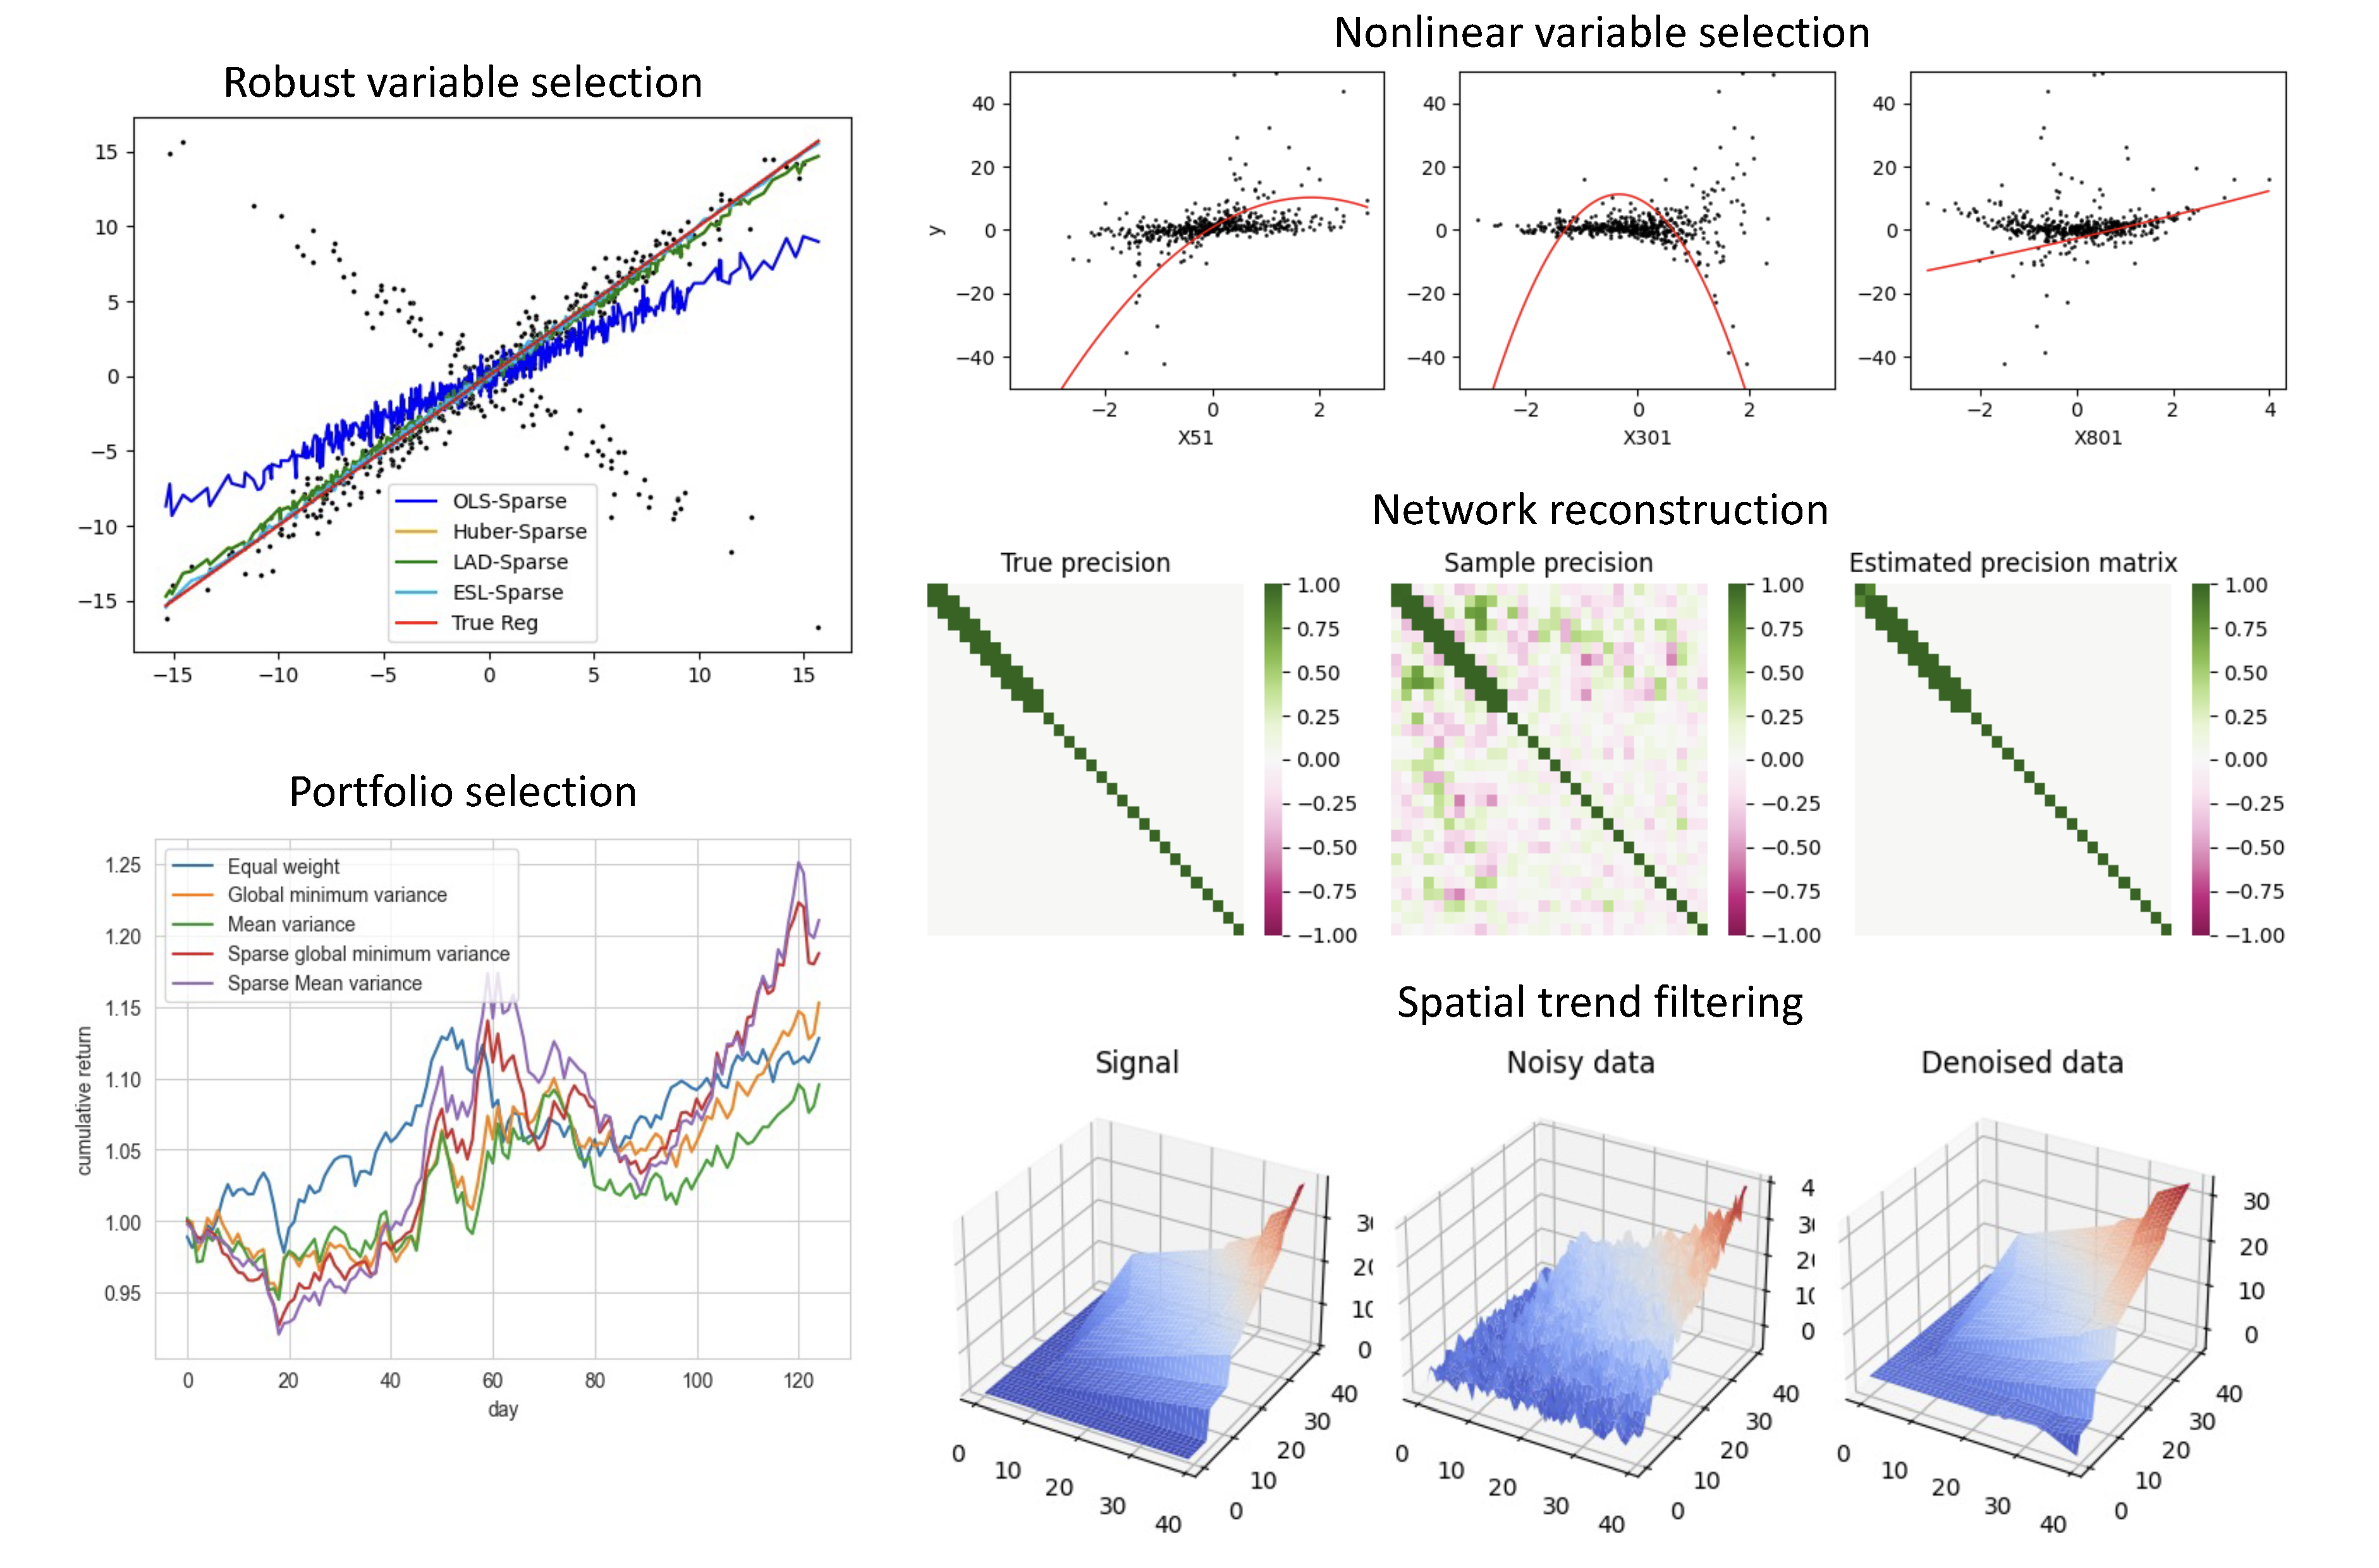 Robust variable selection
15
10
5
0
−5
−10
−15
OLS-Sparse
Huber-Sparse
LAD-Sparse
ESL-Sparse
True Reg
−15 −10 −5 0 5 10 15
Nonlinear variable selection
40
20
0
−20
−40
y
−2 0 2
X51
40
20
0
−20
−40
−2 0 2
X301
40
20
0
−20
−40
−2 0 2 4
X801
Network reconstruction
True precision
1.00
0.75
0.50
0.25
0.00
−0.25
−0.50
−0.75
−1.00
Sample precision
1.00
0.75
0.50
0.25
0.00
−0.25
−0.50
−0.75
−1.00
Estimated precision matrix
1.00
0.75
0.50
0.25
0.00
−0.25
−0.50
−0.75
−1.00
Portfolio selection
1.25
1.20
1.15
1.10
1.05
1.00
0.95
cumulative return
Equal weight
Global minimum variance
Mean variance
Sparse global minimum variance
Sparse Mean variance
0 20 40 60 80 100 120
day
Spatial trend filtering
Signal
0
0 10 20 30 40
0 10 20 30 40
Noisy data
0
0 10 20 30 40
10 20 30 40
0
Denoised data
30
20
10
0
0 10 20 30 40
0 10 20 30 40